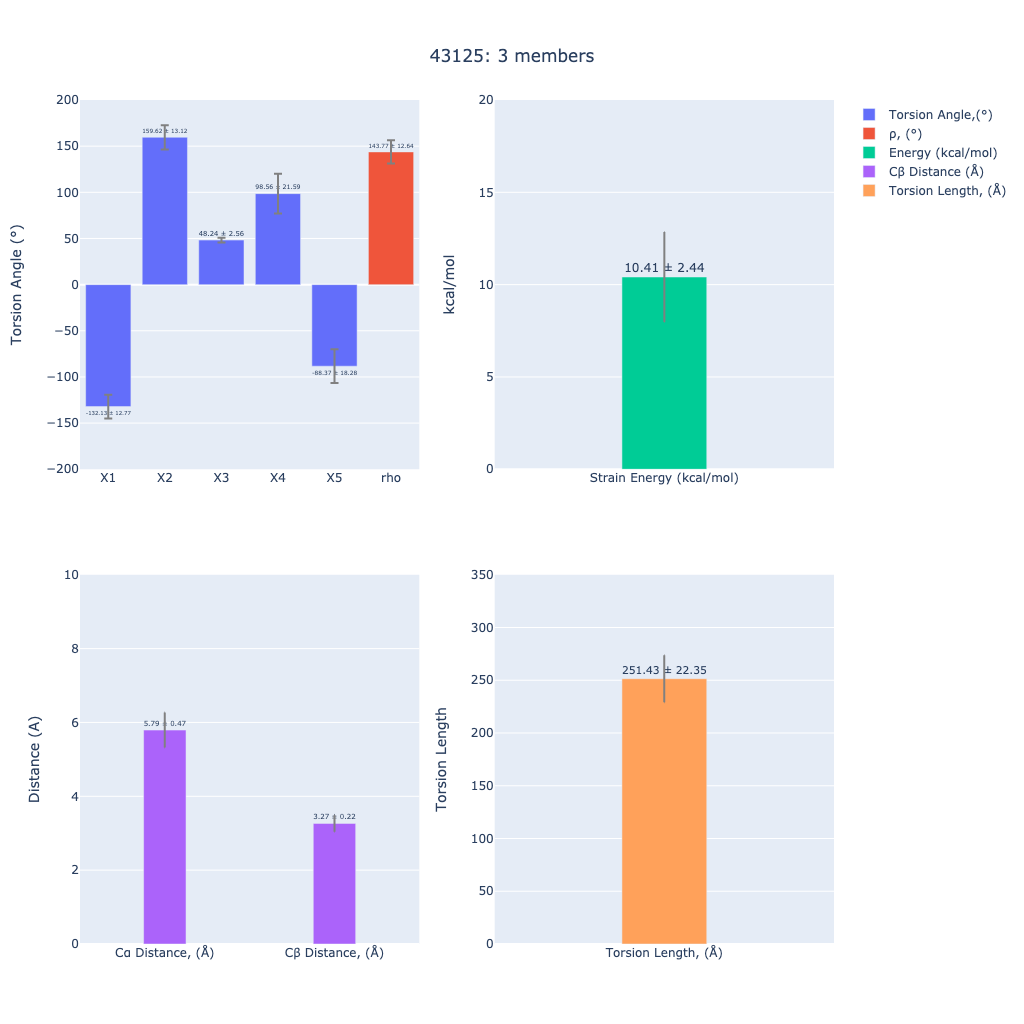 43125: 3 members
200
150
100
50
0
−50
−100
−150
−200
Torsion Angle (°)
-132.13 ± 12.77
159.62 ± 13.12
48.24 ± 2.56
98.56 ± 21.59
-88.37 ± 18.28
143.77 ± 12.64
X1 X2 X3 X4 X5 rho
20
15
10
5
0
kcal/mol
10.41 ± 2.44
Strain Energy (kcal/mol)
Torsion Angle,(°)
ρ, (°)
Energy (kcal/mol)
Cβ Distance (Å)
Torsion Length, (Å)
10
8
6
4
2
0
Distance (A)
5.79 ± 0.47
3.27 ± 0.22
Cα Distance, (Å) Cβ Distance, (Å)
350
300
250
200
150
100
50
0
Torsion Length
251.43 ± 22.35
Torsion Length, (Å)